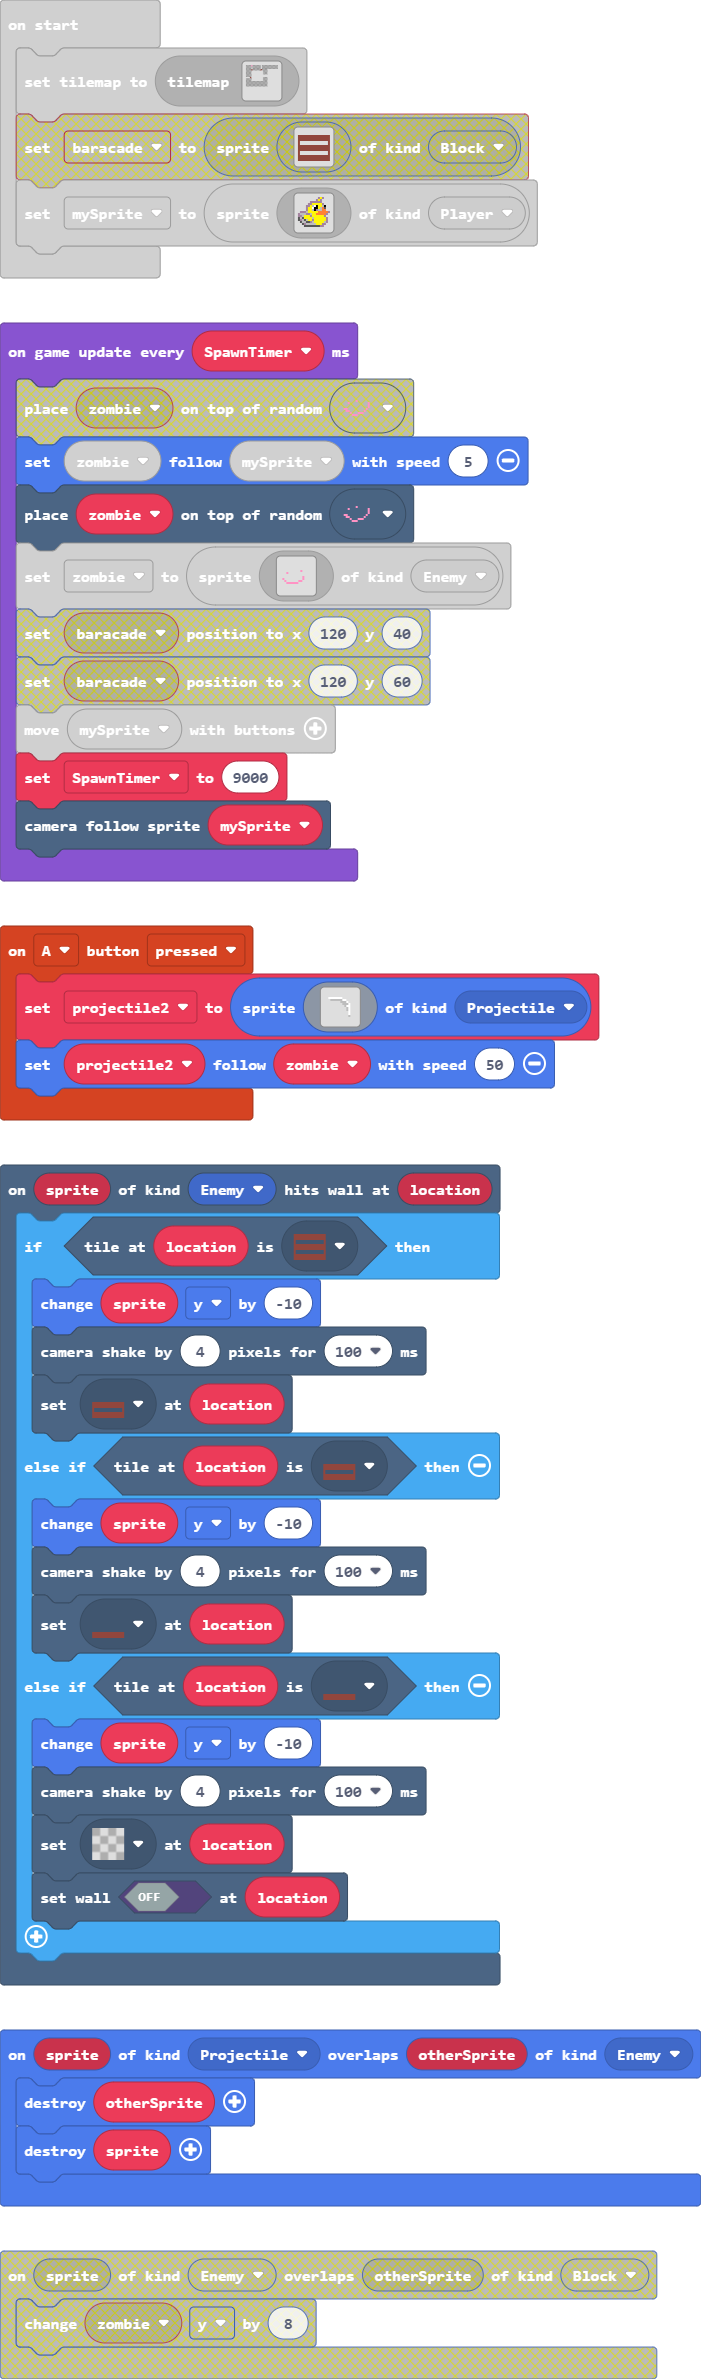 on start
set tilemap to tilemap
set baracade to sprite of kind Block
set mySprite to sprite of kind Player
on game update every SpawnTimer ms
place zombie on top of random
set zombie follow mySprite with speed 5
place zombie on top of random
set zombie to sprite of kind Enemy
set baracade position to x 120 y 40
set baracade position to x 120 y 60
move mySprite with buttons
set SpawnTimer to 9000
camera follow sprite mySprite
on A button pressed
set projectile2 to sprite of kind Projectile
set projectile2 follow zombie with speed 50
on sprite of kind Enemy hits wall at location
if tile at location is then
change sprite y by -10
camera shake by 4 pixels for 100 ms
set at location
else if tile at location is then
change sprite y by -10
camera shake by 4 pixels for 100 ms
set at location
else if tile at location is then
change sprite y by -10
camera shake by 4 pixels for 100 ms
set at location
set wall OFF at location
on sprite of kind Projectile overlaps otherSprite of kind Enemy
destroy otherSprite
destroy sprite
on sprite of kind Enemy overlaps otherSprite of kind Block
change zombie y by 8